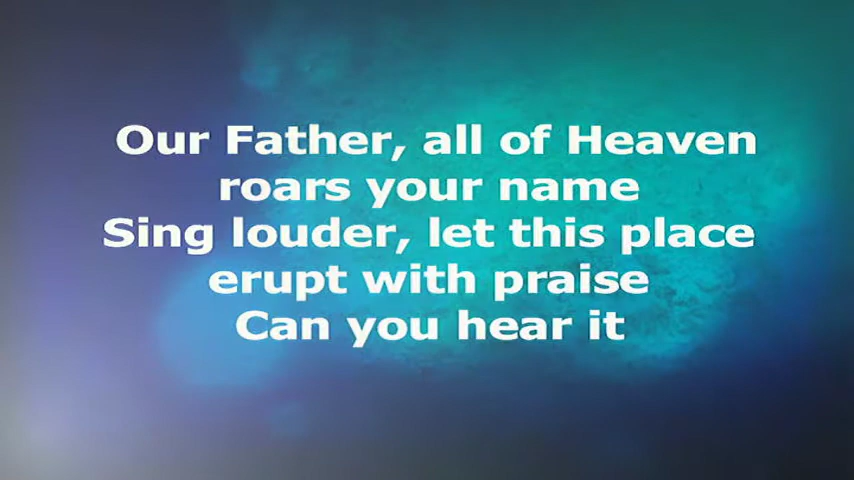 Our Father, all of Heaven
roars your name
Sing louder, let this place
erupt with praise
Can you hear it